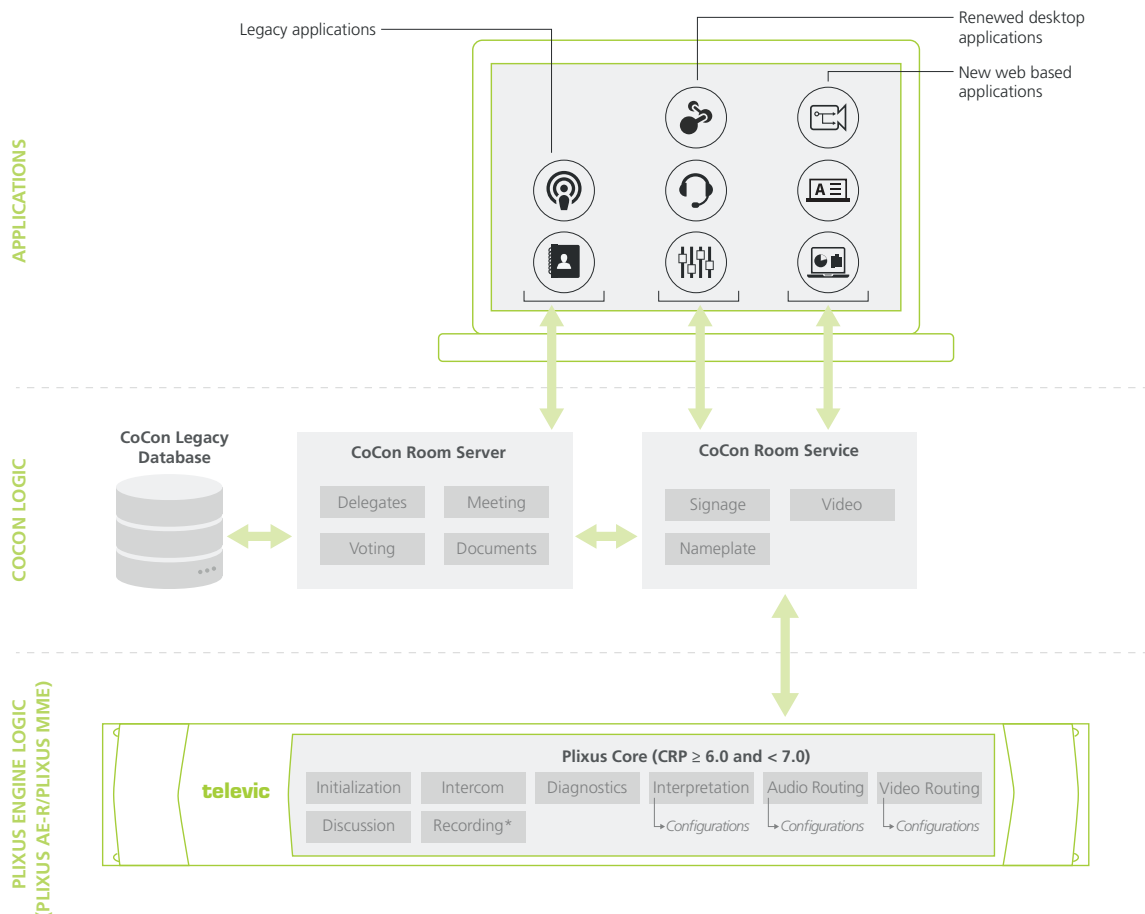 Legacy applications
Renewed desktop
applications
New web based
applications
APPLICATIONS
A
COCON LOGIC
CoCon Legacy
Database
CoCon Room Server
Delegates
Meeting
Voting
Documents
CoCon Room Service
Signage
Video
Nameplate
PLIXUS ENGINE LOGIC
(PLIXUS AE-R/PLIXUS MME)
televic
Plixus Core (CRP ≥ 6.0 and < 7.0)
Initialization
Intercom
Diagnostics
Interpretation
Audio Routing
Video Routing
Discussion
Recording*
Configurations
Configurations
Configurations